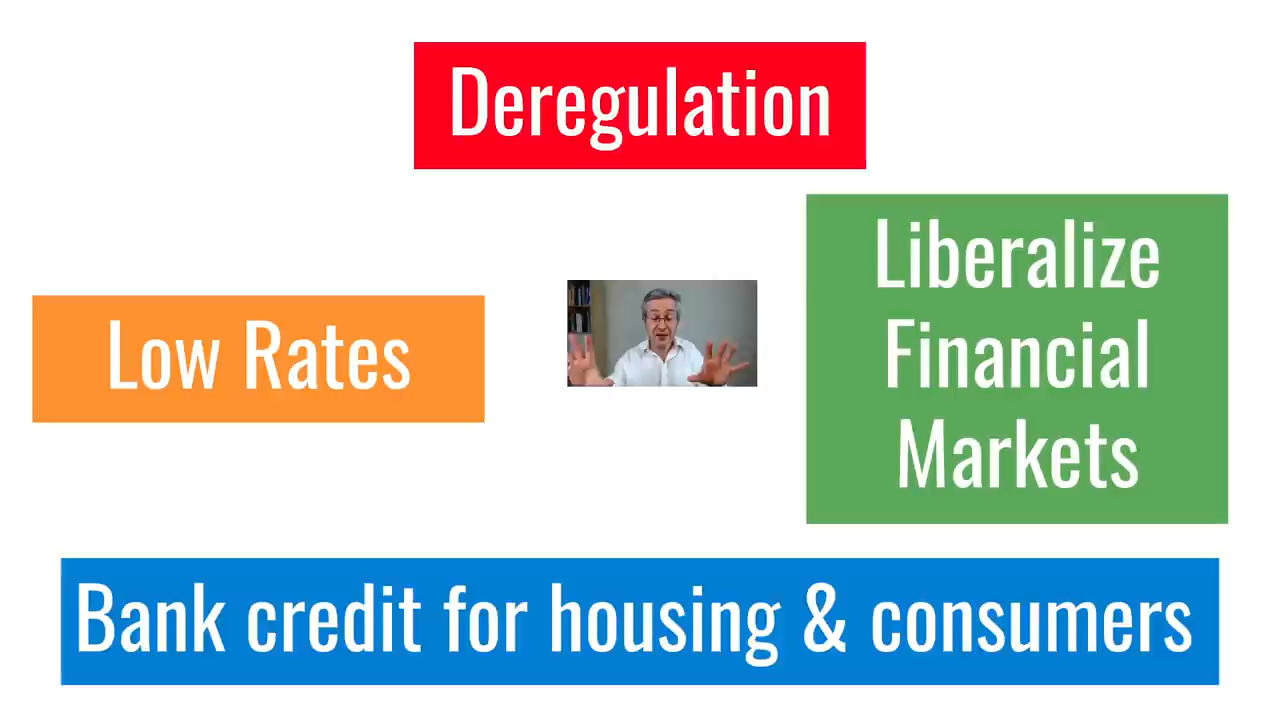 Deregulation
Low Rates
Liberalize
Financial
Markets
Bank credit for housing & consumers